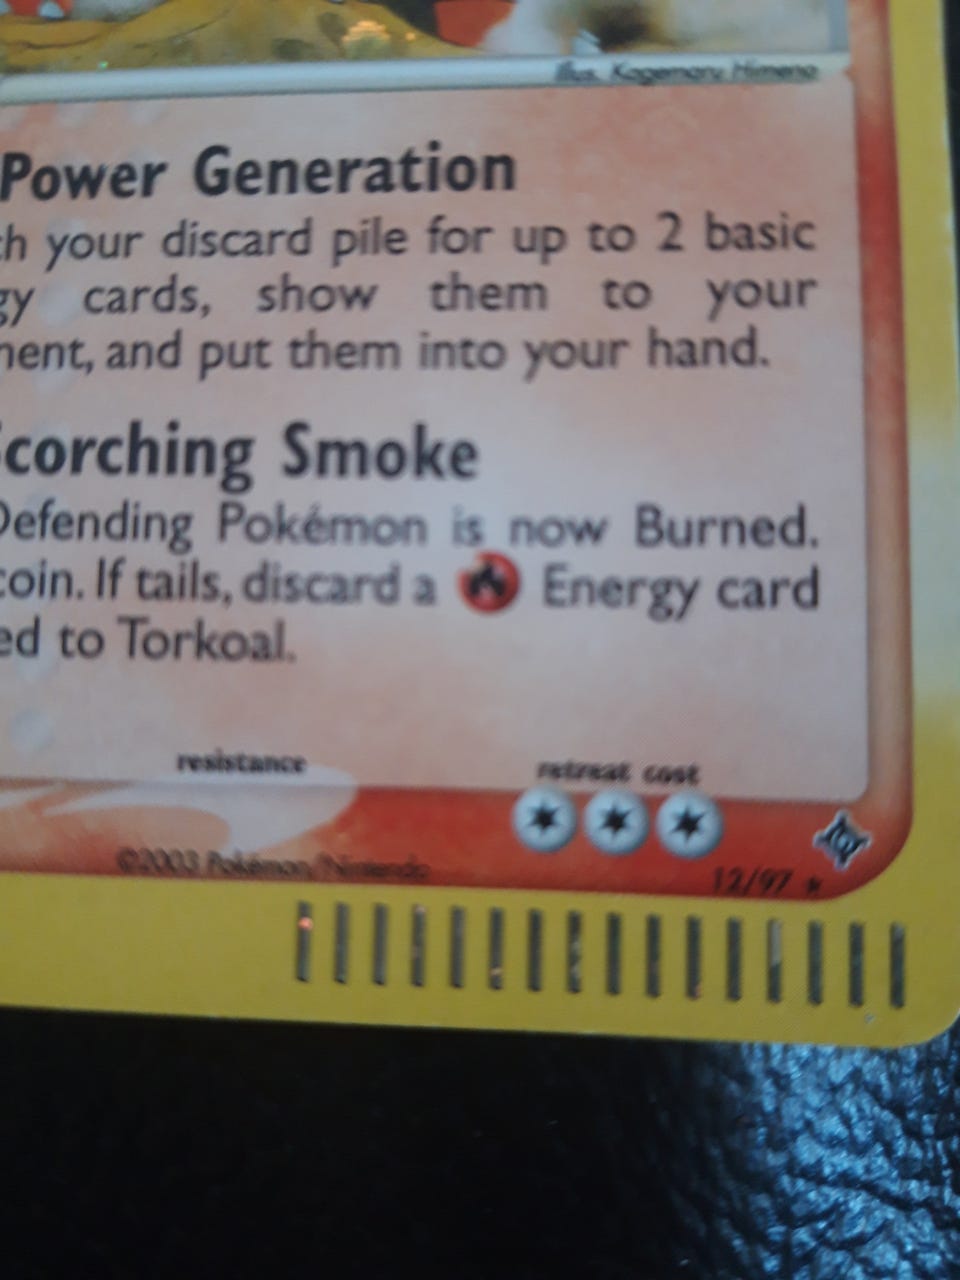 Illus. Kagemaru Himeno
Power Generation
ch your discard pile for up to 2 basic
gy cards, show them to your
nent, and put them into your hand.
Scorching Smoke
Defending Pokémon is now Burned.
coin. If tails, discard a Energy card
ed to Torkoal.
resistance
retreat cost
©2003 Pokémon/Nintendo
12/97 ★